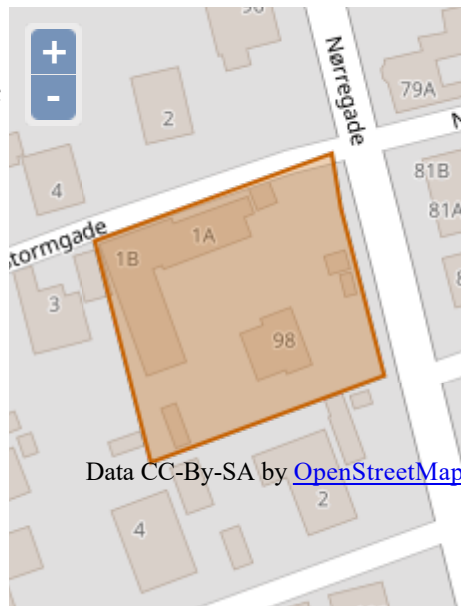 +
-
Nørregade
79A
2
81B
4
81A
tormgade
1A
1B
3
98
Data CC-By-SA by OpenStreetMap
2
4